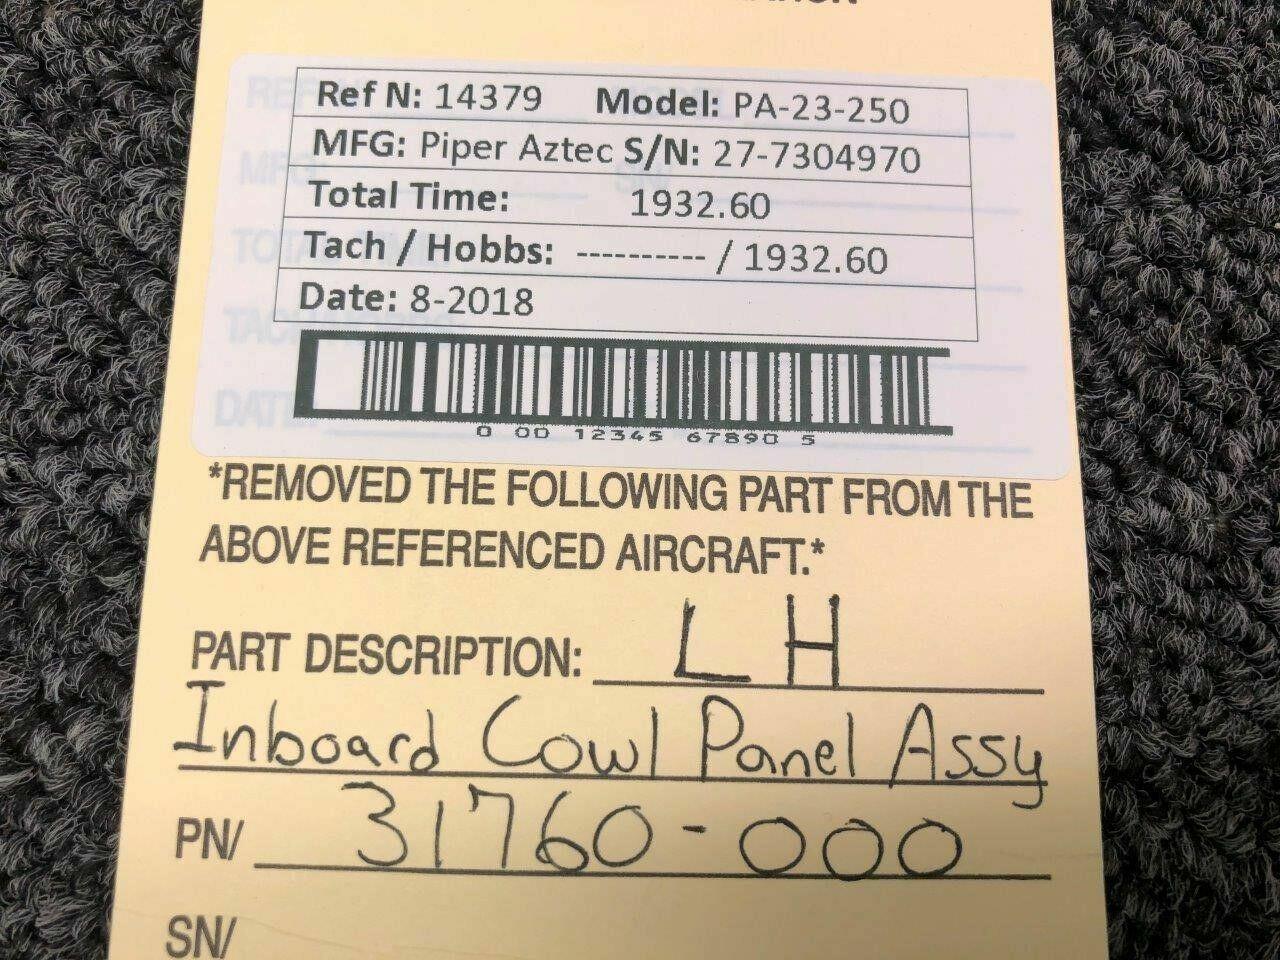 Ref N: 14379 Model: PA-23-250
MFG: Piper Aztec S/N: 27-7304970
Total Time: 1932.60
Tach / Hobbs: ---------- / 1932.60
Date: 8-2018
0 00 12345 67890 5
*REMOVED THE FOLLOWING PART FROM THE
ABOVE REFERENCED AIRCRAFT.*
PART DESCRIPTION: LH
Inboard Cowl Panel Assy
PN/ 31760-000
SN/